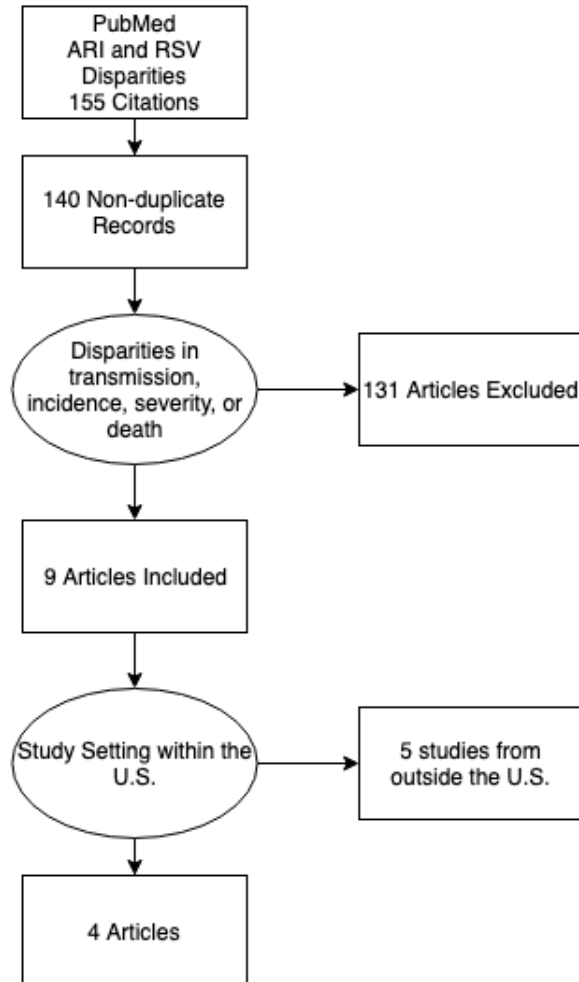 PubMed
ARI and RSV
Disparities
155 Citations
140 Non-duplicate
Records
Disparities in
transmission,
incidence, severity, or
death
131 Articles Excluded
9 Articles Included
Study Setting within the
U.S.
5 studies from
outside the U.S.
4 Articles